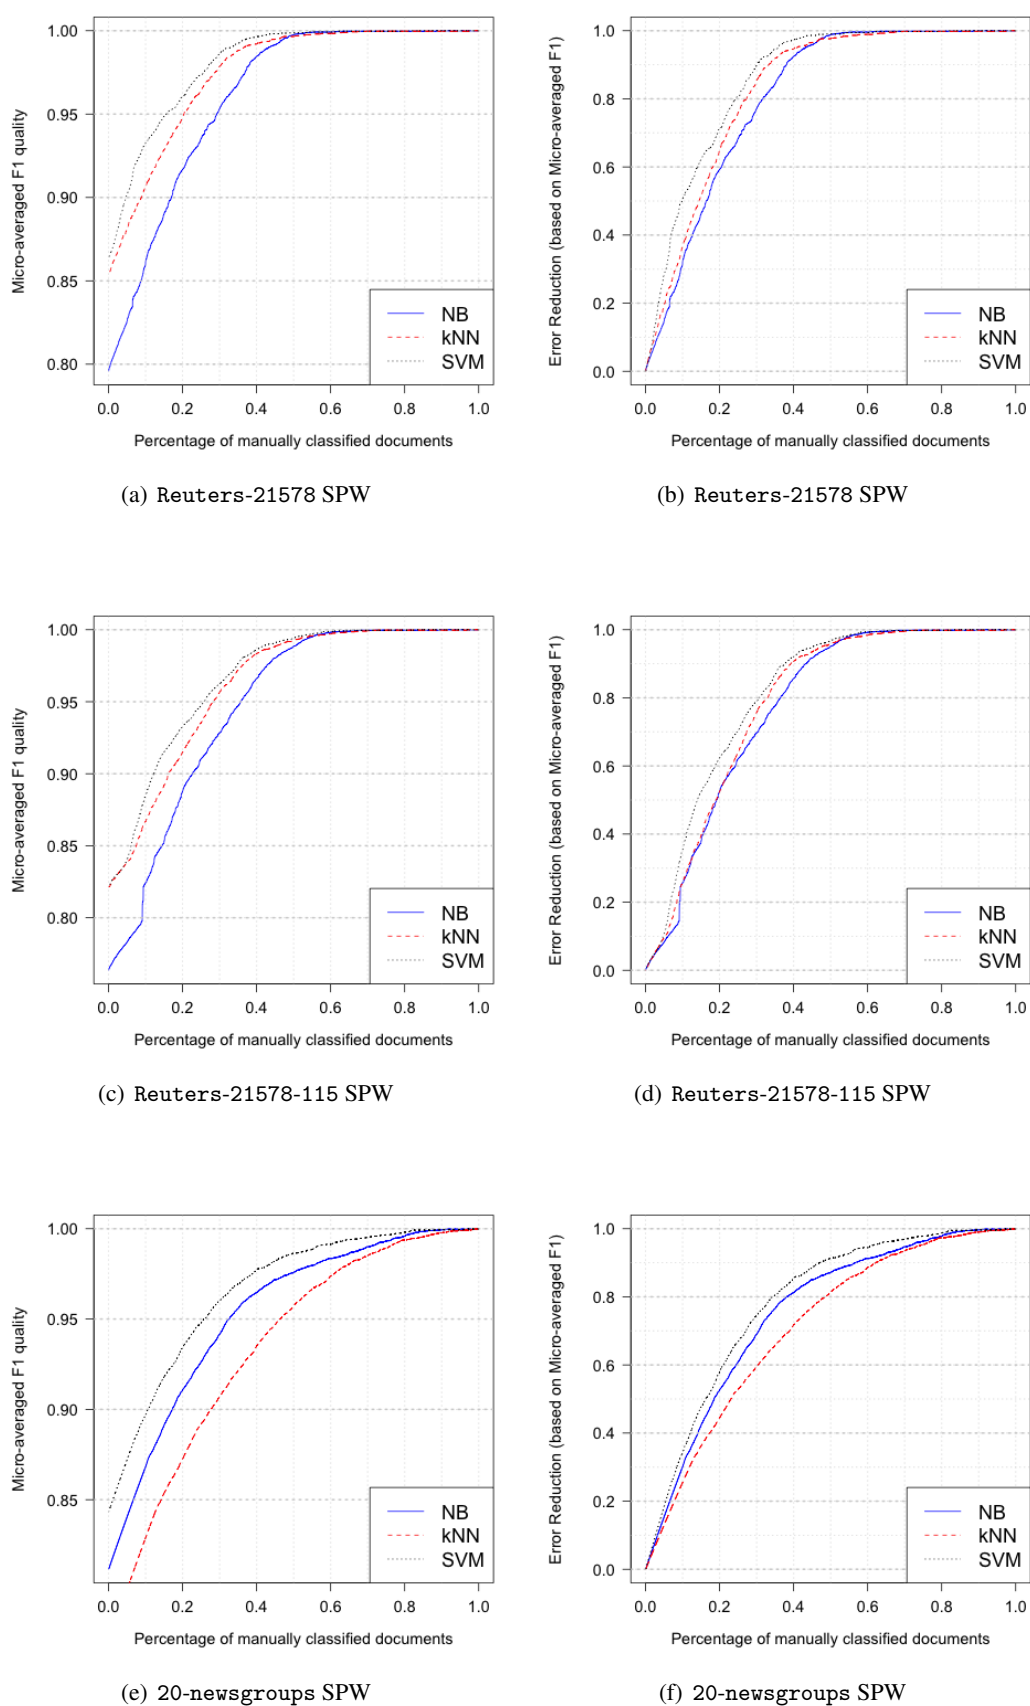 Micro-averaged F1 quality
1.00
0.95
0.90
0.85
0.80
NB
kNN
SVM
0.0 0.2 0.4 0.6 0.8 1.0
Percentage of manually classified documents
(a) Reuters-21578 SPW
Error Reduction (based on Micro-averaged F1)
1.0
0.8
0.6
0.4
0.2
0.0
NB
kNN
SVM
0.0 0.2 0.4 0.6 0.8 1.0
Percentage of manually classified documents
(b) Reuters-21578 SPW
Micro-averaged F1 quality
1.00
0.95
0.90
0.85
0.80
NB
kNN
SVM
0.0 0.2 0.4 0.6 0.8 1.0
Percentage of manually classified documents
(c) Reuters-21578-115 SPW
Error Reduction (based on Micro-averaged F1)
1.0
0.8
0.6
0.4
0.2
0.0
NB
kNN
SVM
0.0 0.2 0.4 0.6 0.8 1.0
Percentage of manually classified documents
(d) Reuters-21578-115 SPW
Micro-averaged F1 quality
1.00
0.95
0.90
0.85
NB
kNN
SVM
0.0 0.2 0.4 0.6 0.8 1.0
Percentage of manually classified documents
(e) 20-newsgroups SPW
Error Reduction (based on Micro-averaged F1)
1.0
0.8
0.6
0.4
0.2
0.0
NB
kNN
SVM
0.0 0.2 0.4 0.6 0.8 1.0
Percentage of manually classified documents
(f) 20-newsgroups SPW